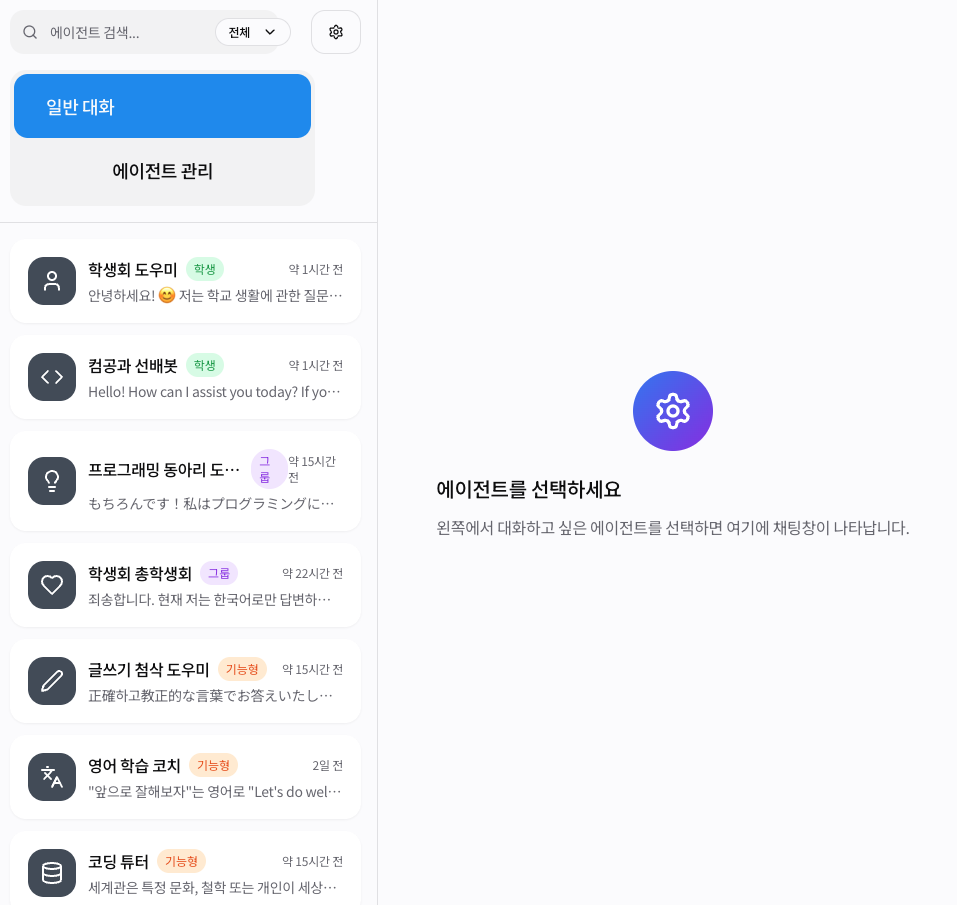 에이전트 검색...
전체
일반 대화
에이전트 관리
학생회 도우미 학생 약 1시간 전
안녕하세요! 😊 저는 학교 생활에 관한 질문…
컴공과 선배봇 학생 약 1시간 전
Hello! How can I assist you today? If yo…
프로그래밍 동아리 도… 그룹 약 15시간 전
もちろんです！私はプログラミングに…
학생회 총학생회 그룹 약 22시간 전
죄송합니다. 현재 저는 한국어로만 답변하…
글쓰기 첨삭 도우미 기능형 약 15시간 전
正確하고教正的な言葉でお答えいたし…
영어 학습 코치 기능형 2일 전
"앞으로 잘해보자"는 영어로 "Let's do wel…
코딩 튜터 기능형 약 15시간 전
세계관은 특정 문화, 철학 또는 개인이 세상…
에이전트를 선택하세요
왼쪽에서 대화하고 싶은 에이전트를 선택하면 여기에 채팅창이 나타납니다.